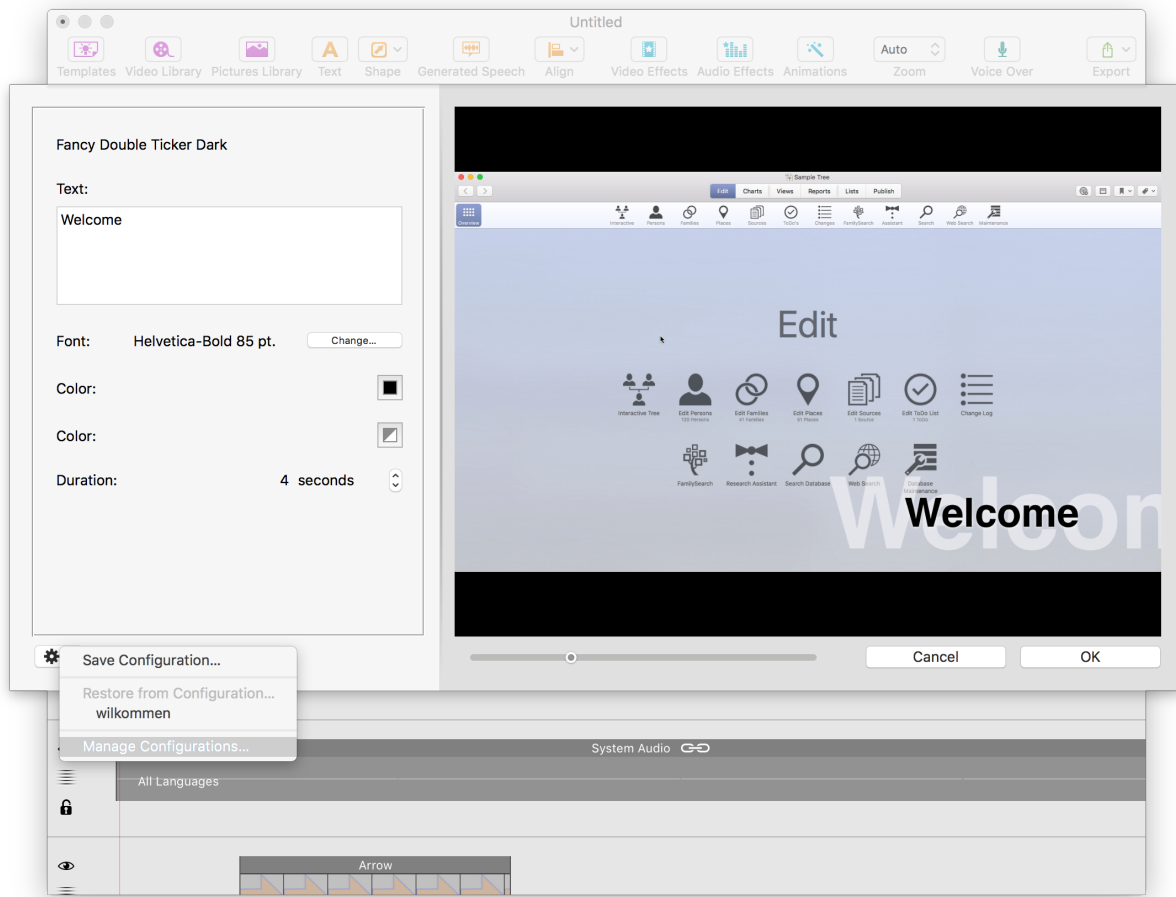 Untitled
Templates Video Library Pictures Library Text Shape Generated Speech Align Video Effects Audio Effects Animations Auto Zoom Voice Over Export
Fancy Double Ticker Dark
Text:
Welcome
Font: Helvetica-Bold 85 pt. Change...
Color:
Color:
Duration: 4 seconds
Sample Tree
Edit Charts Views Reports Lists Publish
Overview Interactive Persons Families Places Sources ToDo's Changes FamilySearch Assistant Search Web Search Maintenance
Edit
Interactive Tree Edit Persons Edit Families Edit Places Edit Sources Edit ToDo List Change Log
1 Source 1 ToDo
FamilySearch Research Assistant Search Database Web Search Database
Maintenance
Welcom
Welcome
Save Configuration...
Restore from Configuration...
wilkommen
Manage Configurations...
Cancel OK
System Audio
All Languages
Arrow